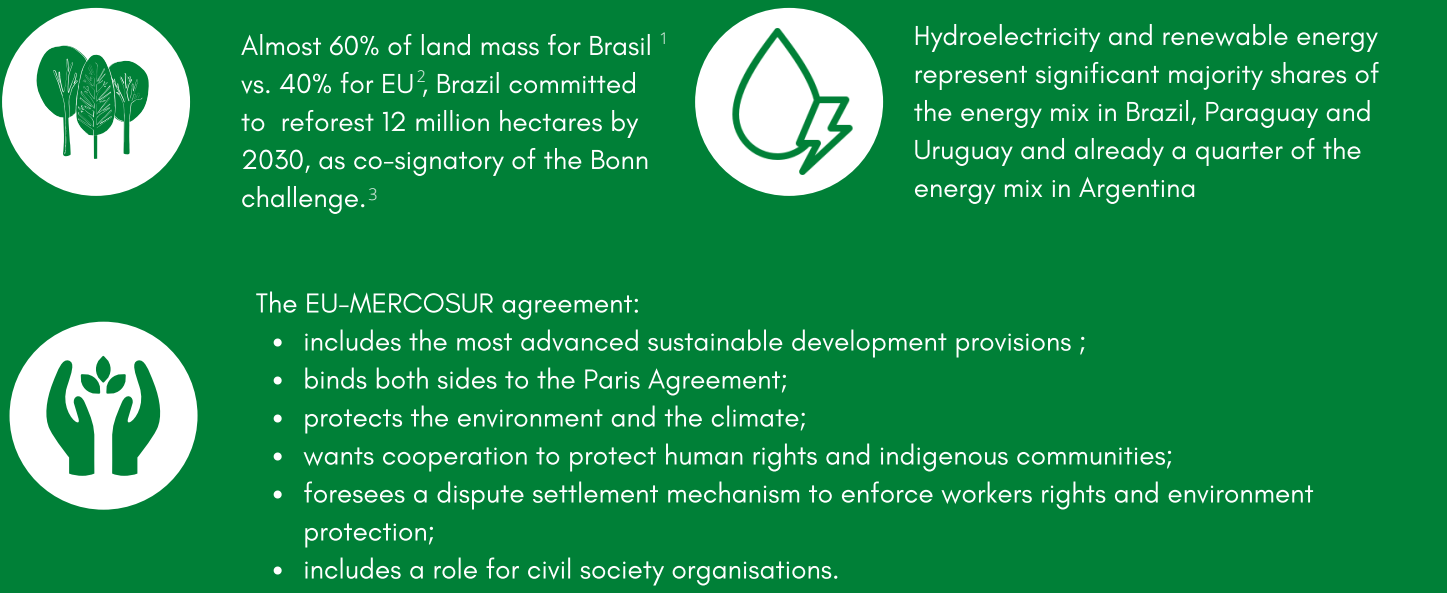 Almost 60% of land mass for Brasil ¹
vs. 40% for EU², Brazil committed
to reforest 12 million hectares by
2030, as co-signatory of the Bonn
challenge.³
Hydroelectricity and renewable energy
represent significant majority shares of
the energy mix in Brazil, Paraguay and
Uruguay and already a quarter of the
energy mix in Argentina
The EU-MERCOSUR agreement:
• includes the most advanced sustainable development provisions ;
• binds both sides to the Paris Agreement;
• protects the environment and the climate;
• wants cooperation to protect human rights and indigenous communities;
• foresees a dispute settlement mechanism to enforce workers rights and environment
protection;
• includes a role for civil society organisations.